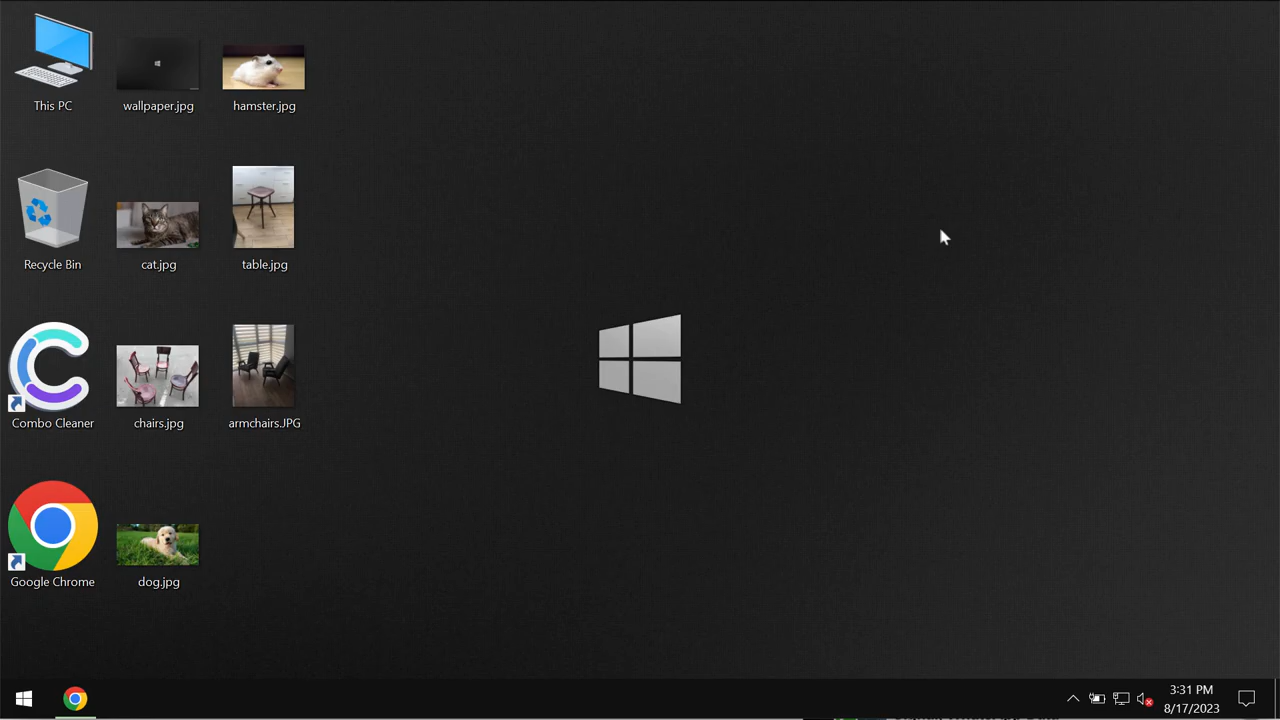 This PC
wallpaper.jpg
hamster.jpg
Recycle Bin
cat.jpg
table.jpg
Combo Cleaner
chairs.jpg
armchairs.JPG
Google Chrome
dog.jpg
3:31 PM
8/17/2023